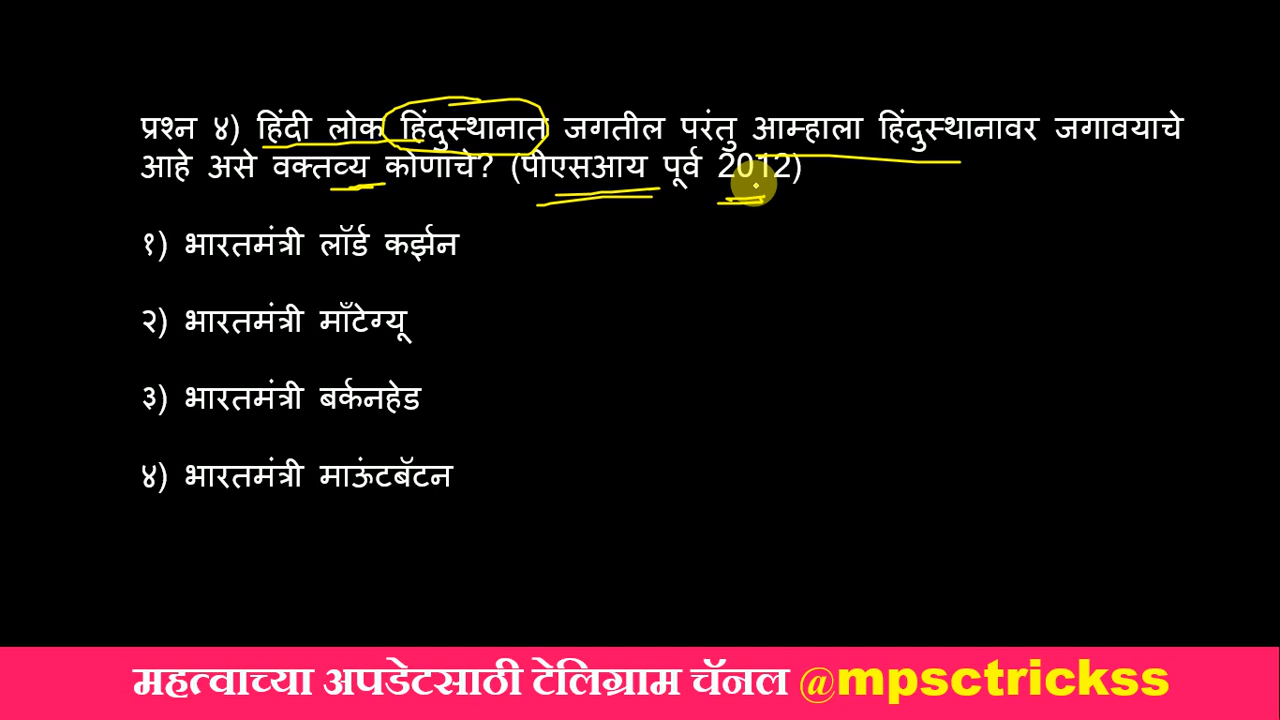 प्रश्न ४) हिंदी लोक हिंदुस्थानात जगतील परंतु आम्हाला हिंदुस्थानावर जगावयाचे
आहे असे वक्तव्य कोणाचे? (पीएसआय पूर्व 2012)
१) भारतमंत्री लॉर्ड कर्झन
२) भारतमंत्री माँटेग्यू
३) भारतमंत्री बर्कनहेड
४) भारतमंत्री माऊंटबॅटन
महत्वाच्या अपडेटसाठी टेलिग्राम चॅनल @mpsctrickss